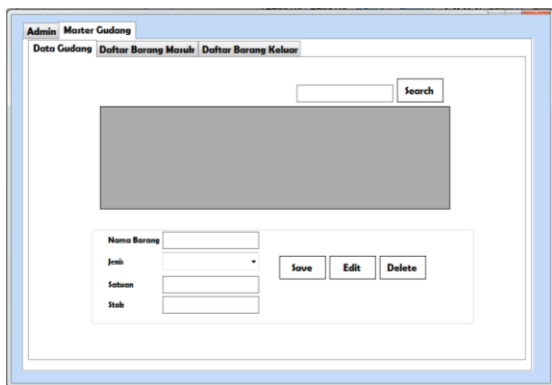 Admin Master Gudang
Data Gudang Daftar Barang Masuk Daftar Barang Keluar
Search
Nama Barang
Jenis
Save Edit Delete
Satuan
Stok